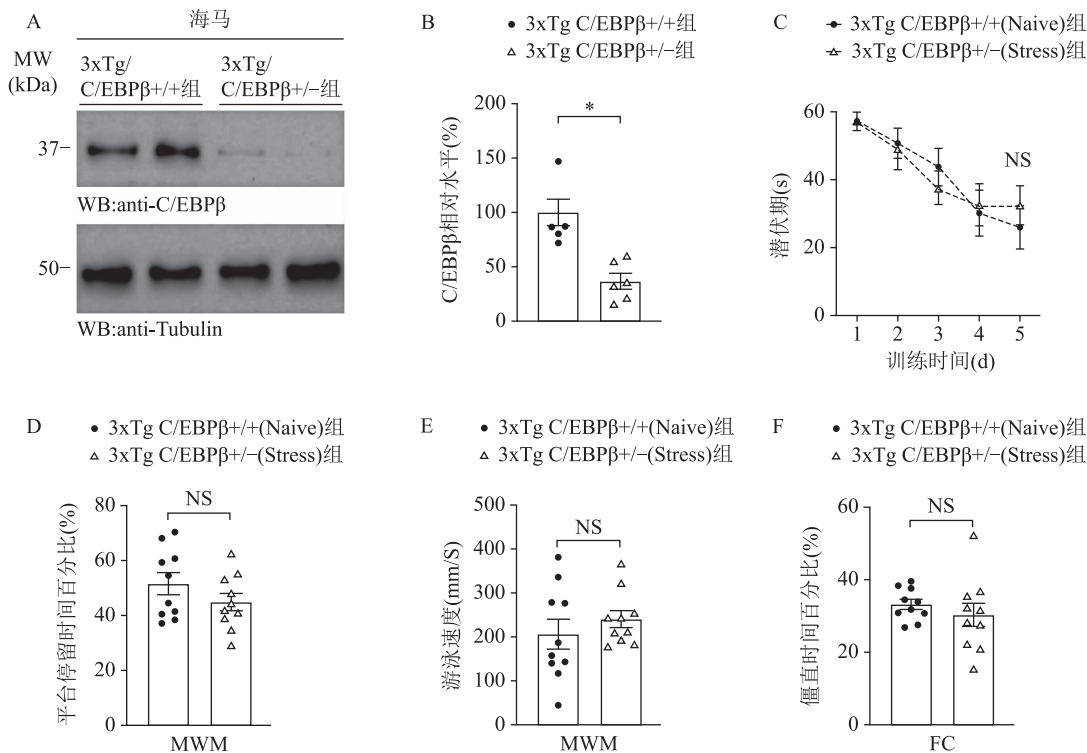 A
海马
MW
(kDa)
3xTg/
C/EBPβ+/+组
3xTg/
C/EBPβ+/−组
37
WB:anti-C/EBPβ
50
WB:anti-Tubulin
B
3xTg C/EBPβ+/+组
3xTg C/EBPβ+/−组
C/EBPβ相对水平(%)
200
150
100
50
0
*
C
3xTg C/EBPβ+/+(Naive)组
3xTg C/EBPβ+/−(Stress)组
潜伏期(s)
60
40
20
0
NS
1 2 3 4 5
训练时间(d)
D
3xTg C/EBPβ+/+(Naive)组
3xTg C/EBPβ+/−(Stress)组
平台停留时间百分比(%)
80
60
40
20
0
NS
MWM
E
3xTg C/EBPβ+/+(Naive)组
3xTg C/EBPβ+/−(Stress)组
游泳速度(mm/S)
500
400
300
200
100
0
NS
MWM
F
3xTg C/EBPβ+/+(Naive)组
3xTg C/EBPβ+/−(Stress)组
僵直时间百分比(%)
60
40
20
0
NS
FC